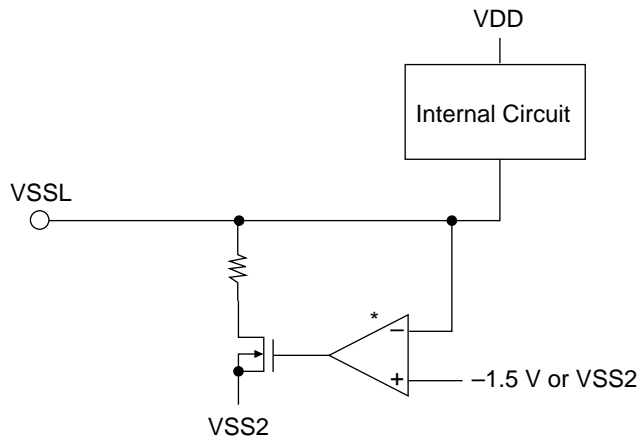 VDD
Internal Circuit
VSSL
*
−
+
–1.5 V or VSS2
VSS2